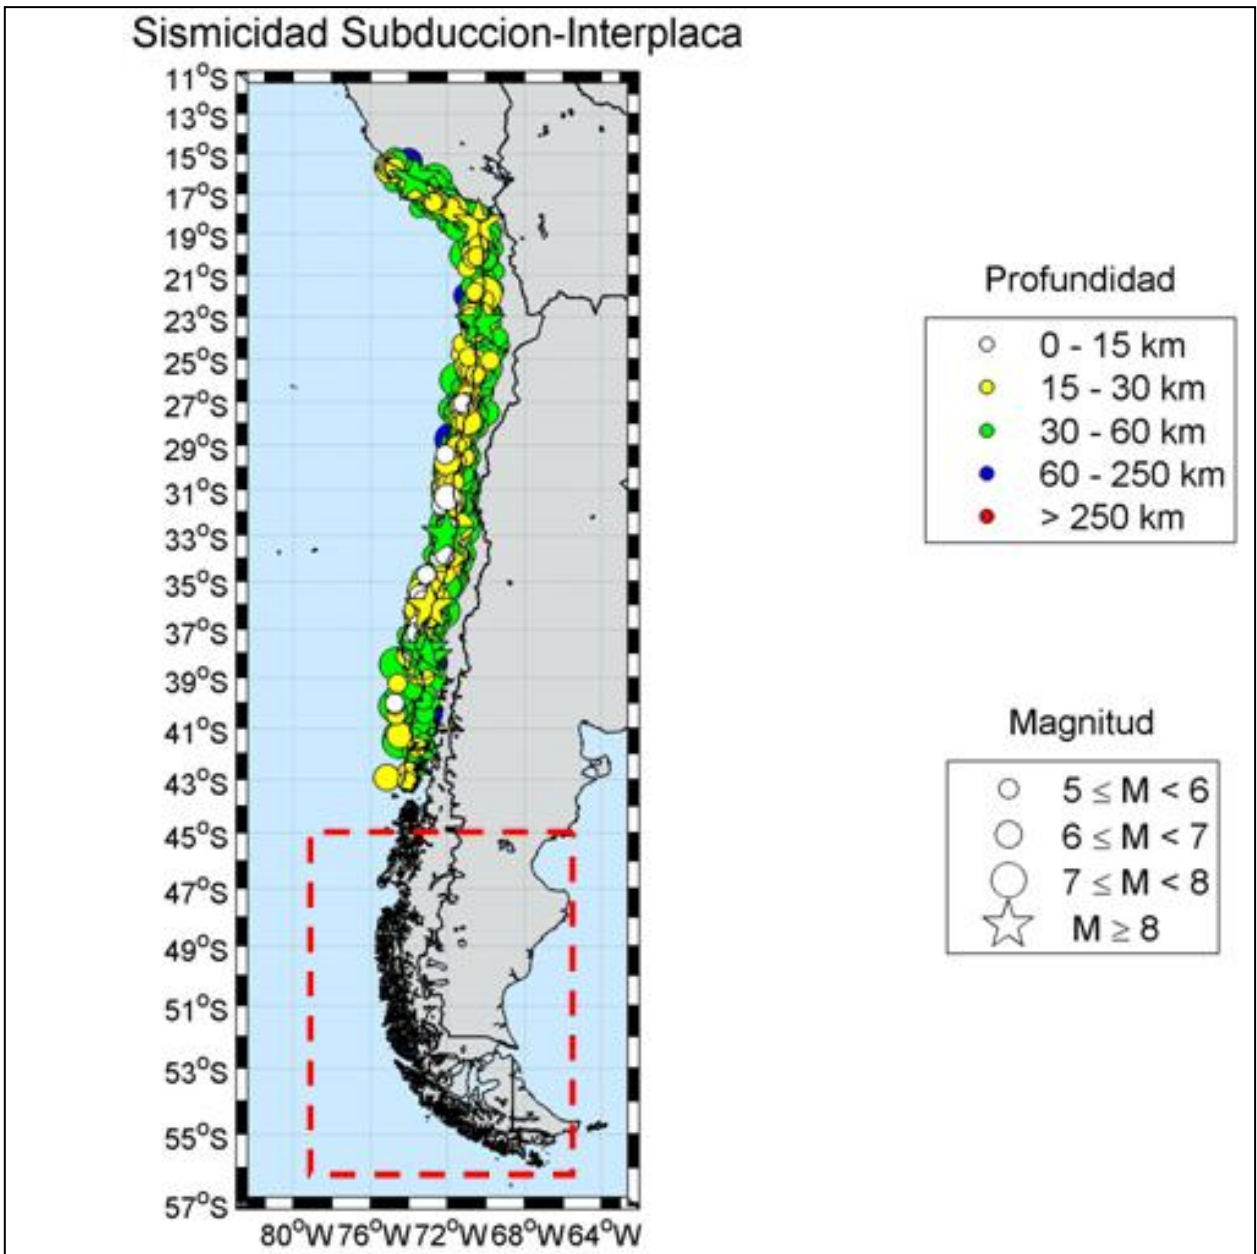 Sismicidad Subduccion-Interplaca
11°S
13°S
15°S
17°S
19°S
21°S
23°S
25°S
27°S
29°S
31°S
33°S
35°S
37°S
39°S
41°S
43°S
45°S
47°S
49°S
51°S
53°S
55°S
57°S
80°W 76°W 72°W 68°W 64°W
Profundidad
0 - 15 km
15 - 30 km
30 - 60 km
60 - 250 km
> 250 km
Magnitud
5 ≤ M < 6
6 ≤ M < 7
7 ≤ M < 8
M ≥ 8